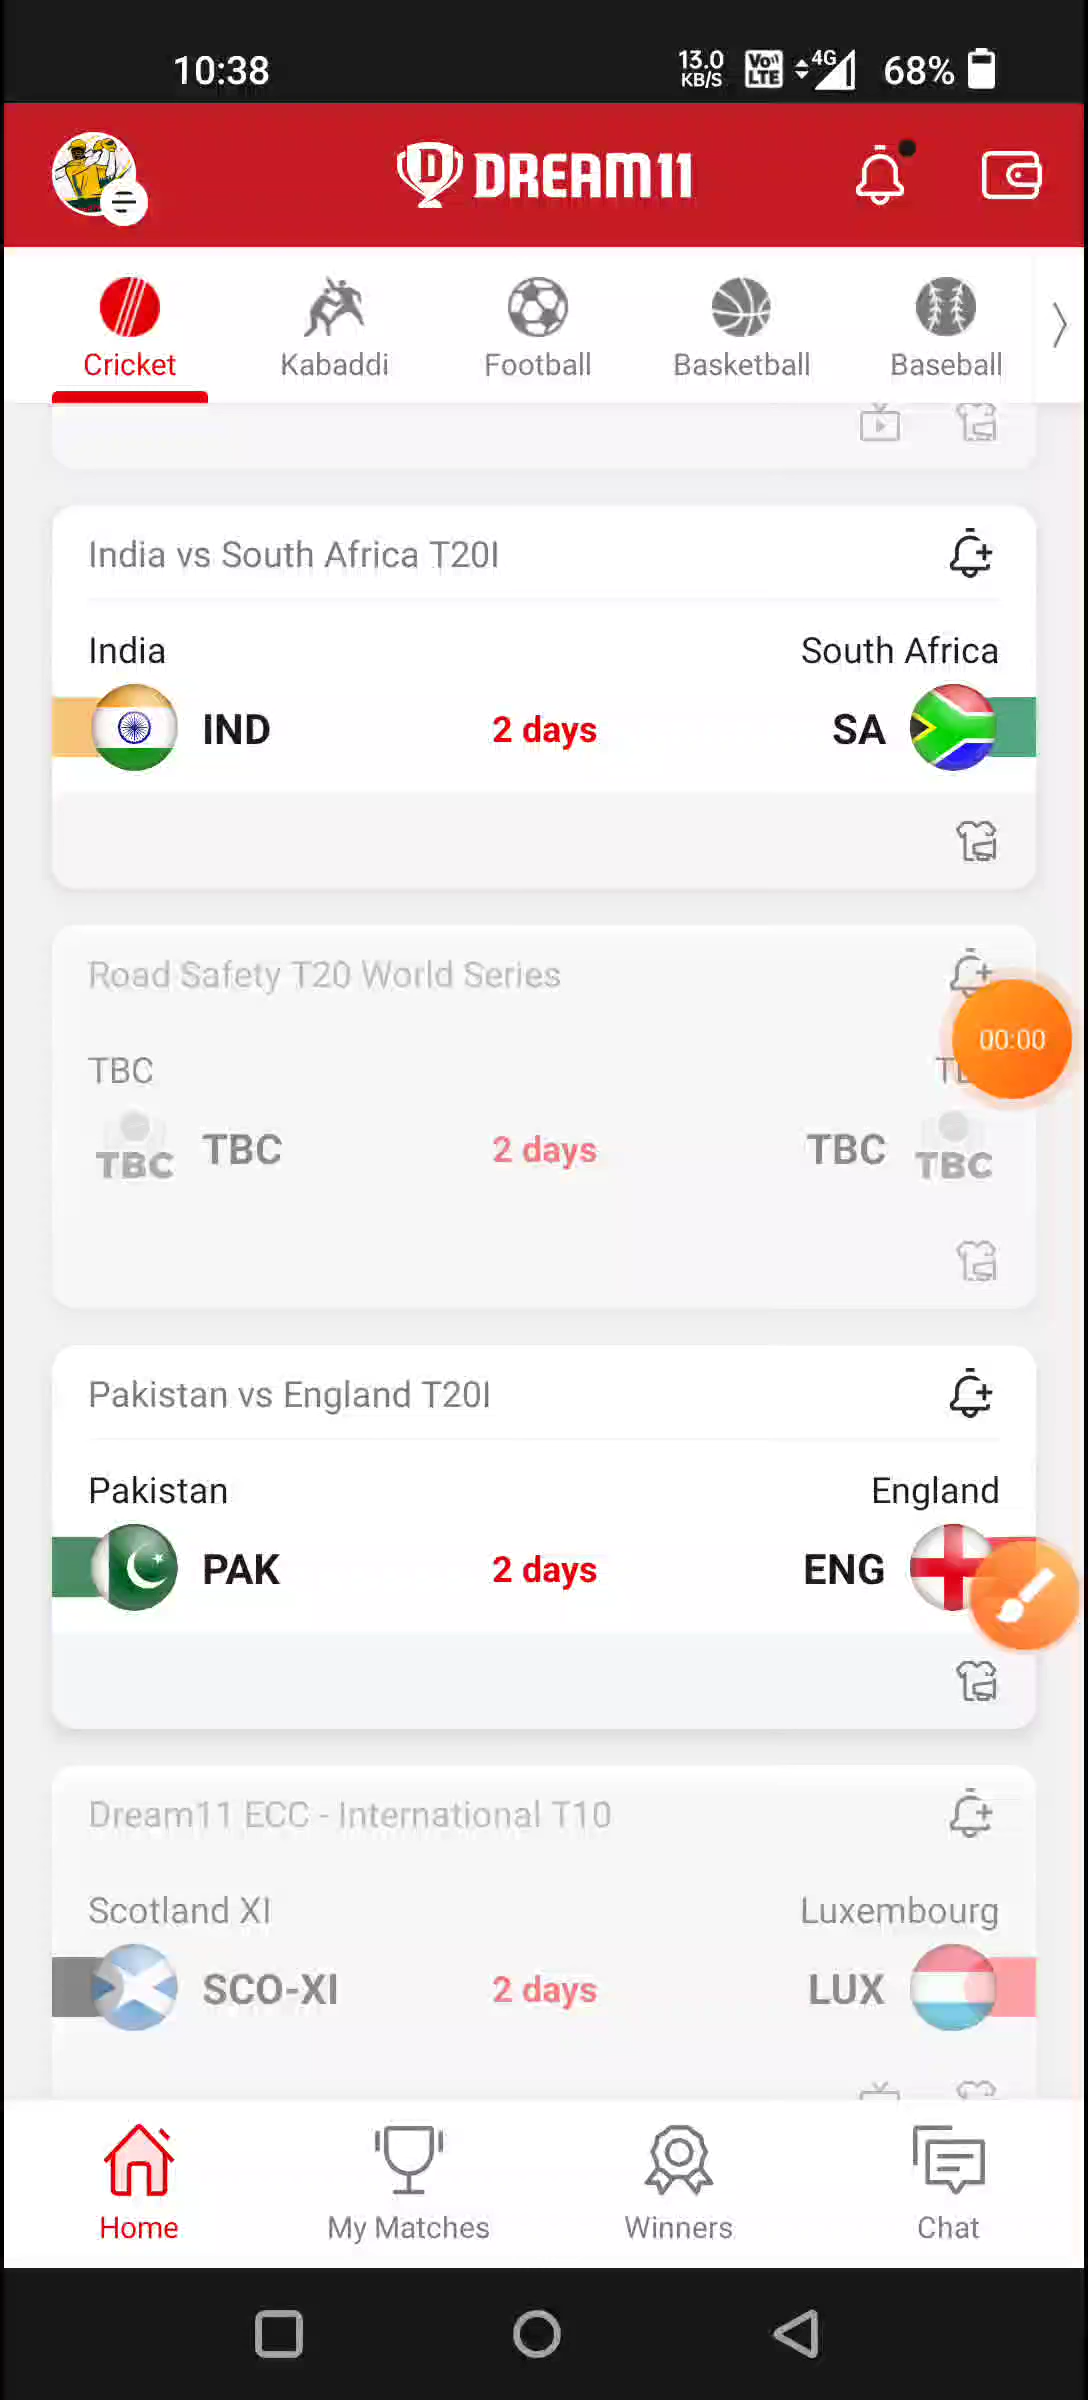 10:38
13.0 KB/S
Vo LTE
4G
68%
DREAM11
Cricket
Kabaddi
Football
Basketball
Baseball
India vs South Africa T20I
India
South Africa
IND
2 days
SA
Road Safety T20 World Series
00:00
TBC
TBC
TBC
2 days
TBC
TBC
Pakistan vs England T20I
Pakistan
England
PAK
2 days
ENG
Dream11 ECC - International T10
Scotland XI
Luxembourg
SCO-XI
2 days
LUX
Home
My Matches
Winners
Chat